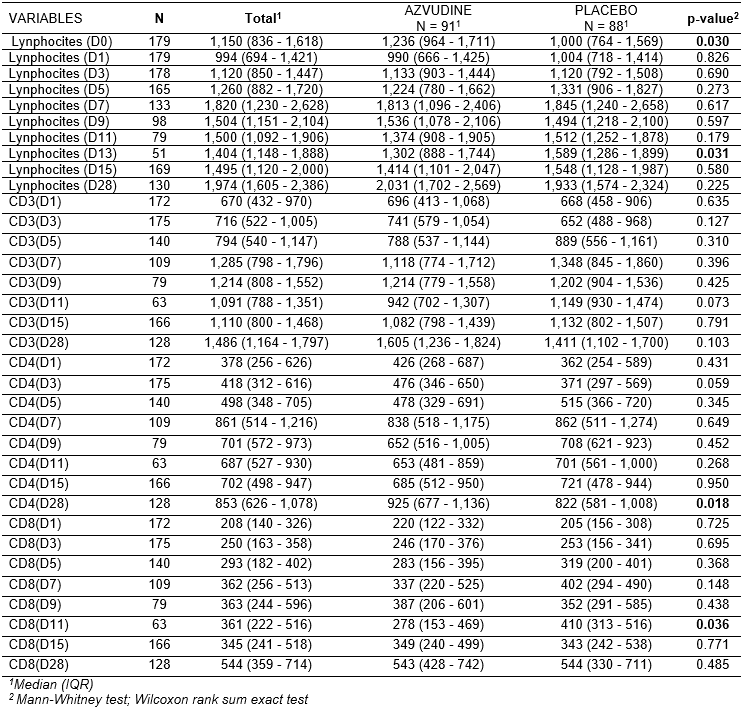 VARIABLES N Total1 AZVUDINE N = 911 PLACEBO N = 881 p-value2
Lymphocites (D0) 179 1,150 (836 - 1,618) 1,236 (964 - 1,711) 1,000 (764 - 1,569) 0.030
Lymphocites (D1) 179 994 (694 - 1,421) 990 (666 - 1,425) 1,004 (718 - 1,414) 0.826
Lymphocites (D3) 178 1,120 (850 - 1,447) 1,133 (903 - 1,444) 1,120 (792 - 1,508) 0.690
Lymphocites (D5) 165 1,260 (882 - 1,720) 1,224 (780 - 1,662) 1,331 (906 - 1,827) 0.273
Lymphocites (D7) 133 1,820 (1,230 - 2,628) 1,813 (1,096 - 2,406) 1,845 (1,240 - 2,658) 0.617
Lymphocites (D9) 98 1,504 (1,151 - 2,104) 1,536 (1,078 - 2,106) 1,494 (1,218 - 2,100) 0.597
Lymphocites (D11) 79 1,500 (1,092 - 1,906) 1,374 (908 - 1,905) 1,512 (1,252 - 1,878) 0.179
Lymphocites (D13) 51 1,404 (1,148 - 1,888) 1,302 (888 - 1,744) 1,589 (1,286 - 1,899) 0.031
Lymphocites (D15) 169 1,495 (1,120 - 2,000) 1,414 (1,101 - 2,047) 1,548 (1,128 - 1,987) 0.580
Lymphocites (D28) 130 1,974 (1,605 - 2,386) 2,031 (1,702 - 2,569) 1,933 (1,574 - 2,324) 0.225
CD3(D1) 172 670 (432 - 970) 696 (413 - 1,068) 668 (458 - 906) 0.635
CD3(D3) 175 716 (522 - 1,005) 741 (579 - 1,054) 652 (488 - 968) 0.127
CD3(D5) 140 794 (540 - 1,147) 788 (537 - 1,144) 889 (556 - 1,161) 0.310
CD3(D7) 109 1,285 (798 - 1,796) 1,118 (774 - 1,712) 1,348 (845 - 1,860) 0.396
CD3(D9) 79 1,214 (808 - 1,552) 1,214 (779 - 1,558) 1,202 (904 - 1,536) 0.425
CD3(D11) 63 1,091 (788 - 1,351) 942 (702 - 1,307) 1,149 (930 - 1,474) 0.073
CD3(D15) 166 1,110 (800 - 1,468) 1,082 (798 - 1,439) 1,132 (802 - 1,507) 0.791
CD3(D28) 128 1,486 (1,164 - 1,797) 1,605 (1,236 - 1,824) 1,411 (1,102 - 1,700) 0.103
CD4(D1) 172 378 (256 - 626) 426 (268 - 687) 362 (254 - 589) 0.431
CD4(D3) 175 418 (312 - 616) 476 (346 - 650) 371 (297 - 569) 0.059
CD4(D5) 140 498 (348 - 705) 478 (329 - 691) 515 (366 - 720) 0.345
CD4(D7) 109 861 (514 - 1,216) 838 (518 - 1,175) 862 (511 - 1,274) 0.649
CD4(D9) 79 701 (572 - 973) 652 (516 - 1,005) 708 (621 - 923) 0.452
CD4(D11) 63 687 (527 - 930) 653 (481 - 859) 701 (561 - 1,000) 0.268
CD4(D15) 166 702 (498 - 947) 685 (512 - 950) 721 (478 - 944) 0.950
CD4(D28) 128 853 (626 - 1,078) 925 (677 - 1,136) 822 (581 - 1,008) 0.018
CD8(D1) 172 208 (140 - 326) 220 (122 - 332) 205 (156 - 308) 0.725
CD8(D3) 175 250 (163 - 358) 246 (170 - 376) 253 (156 - 341) 0.695
CD8(D5) 140 293 (182 - 402) 283 (156 - 395) 319 (200 - 401) 0.368
CD8(D7) 109 362 (256 - 513) 337 (220 - 525) 402 (294 - 490) 0.148
CD8(D9) 79 363 (244 - 596) 387 (206 - 601) 352 (291 - 585) 0.438
CD8(D11) 63 361 (222 - 516) 278 (153 - 469) 410 (313 - 516) 0.036
CD8(D15) 166 345 (241 - 518) 349 (240 - 499) 343 (242 - 538) 0.771
CD8(D28) 128 544 (359 - 714) 543 (428 - 742) 544 (330 - 711) 0.485
1Median (IQR)
2 Mann-Whitney test; Wilcoxon rank sum exact test